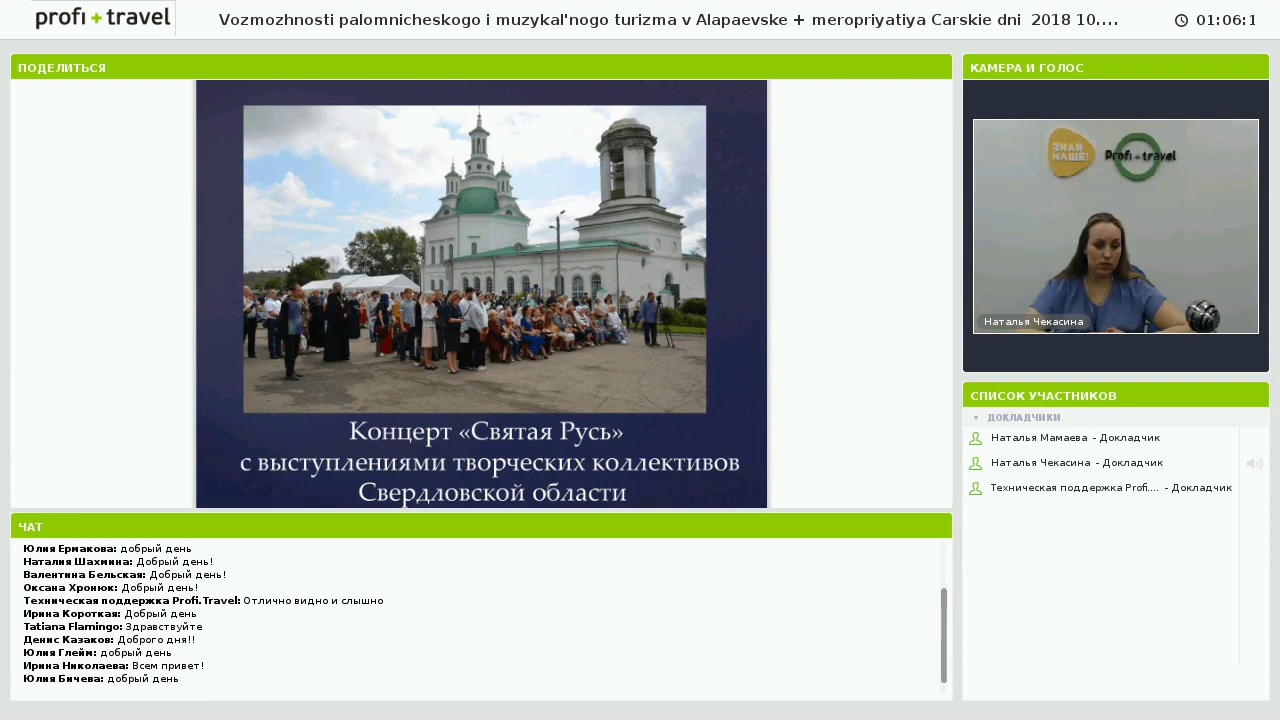 profi + travel
Vozmozhnosti palomnicheskogo i muzykal'nogo turizma v Alapaevske + meropriyatiya Carskie dni 2018 10....
01:06:1
ПОДЕЛИТЬСЯ
Концерт «Святая Русь»
с выступлениями творческих коллективов
Свердловской области
КАМЕРА И ГОЛОС
ЗНАЙ
НАШЕ!
Profi travel
Наталья Чекасина
СПИСОК УЧАСТНИКОВ
ДОКЛАДЧИКИ
Наталья Мамаева - Докладчик
Наталья Чекасина - Докладчик
Техническая поддержка Profi.... - Докладчик
ЧАТ
Юлия Ермакова: добрый день
Наталия Шахмина: Добрый день!
Валентина Бельская: Добрый день!
Оксана Хронюк: Добрый день!
Техническая поддержка Profi.Travel: Отлично видно и слышно
Ирина Короткая: Добрый день
Tatiana Flamingo: Здравствуйте
Денис Казаков: Доброго дня!!
Юлия Глейм: добрый день
Ирина Николаева: Всем привет!
Юлия Бичева: добрый день